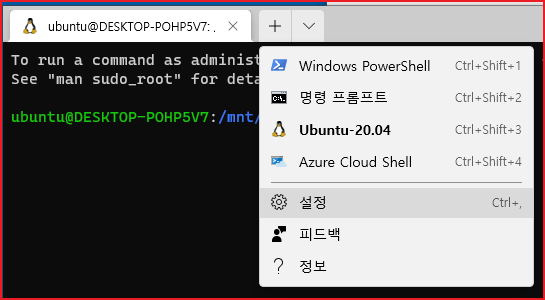 ubuntu@DESKTOP-POHP5V7: /
To run a command as administ
See "man sudo_root" for deta
ubuntu@DESKTOP-POHP5V7:/mnt/
Windows PowerShell Ctrl+Shift+1
명령 프롬프트 Ctrl+Shift+2
Ubuntu-20.04 Ctrl+Shift+3
Azure Cloud Shell Ctrl+Shift+4
설정 Ctrl+,
피드백
정보